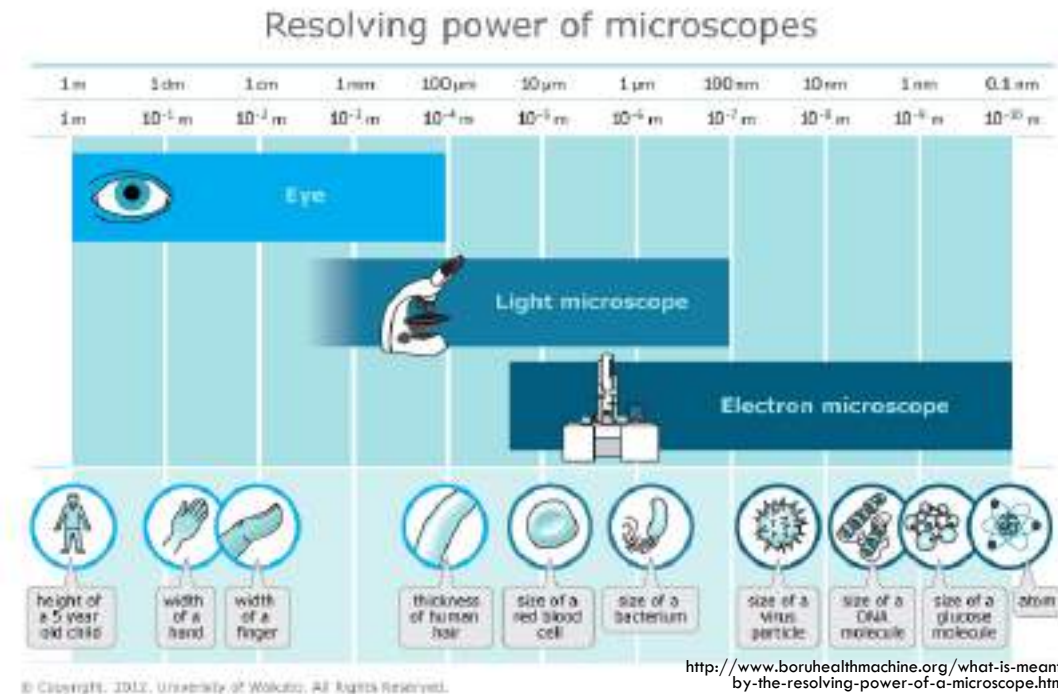 Resolving power of microscopes
1 m 1 dm 1 cm 1 mm 100 µm 10 µm 1 µm 100 nm 10 nm 1 nm 0.1 nm
1 m 10⁻¹ m 10⁻² m 10⁻³ m 10⁻⁴ m 10⁻⁵ m 10⁻⁶ m 10⁻⁷ m 10⁻⁸ m 10⁻⁹ m 10⁻¹⁰ m
Eye
Light microscope
Electron microscope
height of
a 5 year
old child
width
of a
hand
width
of a
finger
thickness
of human
hair
size of a
red blood
cell
size of a
bacterium
size of a
virus
particle
size of a
DNA
molecule
size of a
glucose
molecule
atom
http://www.boruhealthmachine.org/what-is-meant
by-the-resolving-power-of-a-microscope.htm
© Copyright. 2012. University of Waikato. All Rights Reserved.